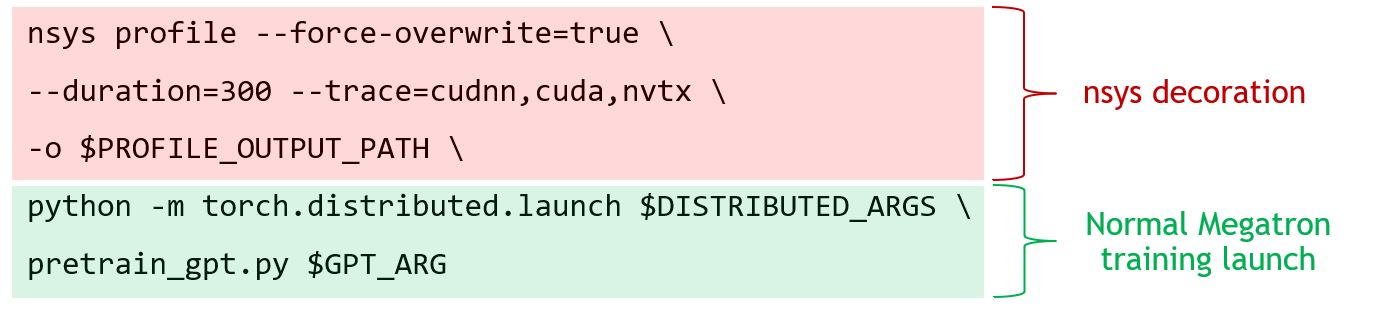 nsys profile --force-overwrite=true \
--duration=300 --trace=cudnn,cuda,nvtx \
-o $PROFILE_OUTPUT_PATH \
nsys decoration
python -m torch.distributed.launch $DISTRIBUTED_ARGS \
pretrain_gpt.py $GPT_ARG
Normal Megatron
training launch